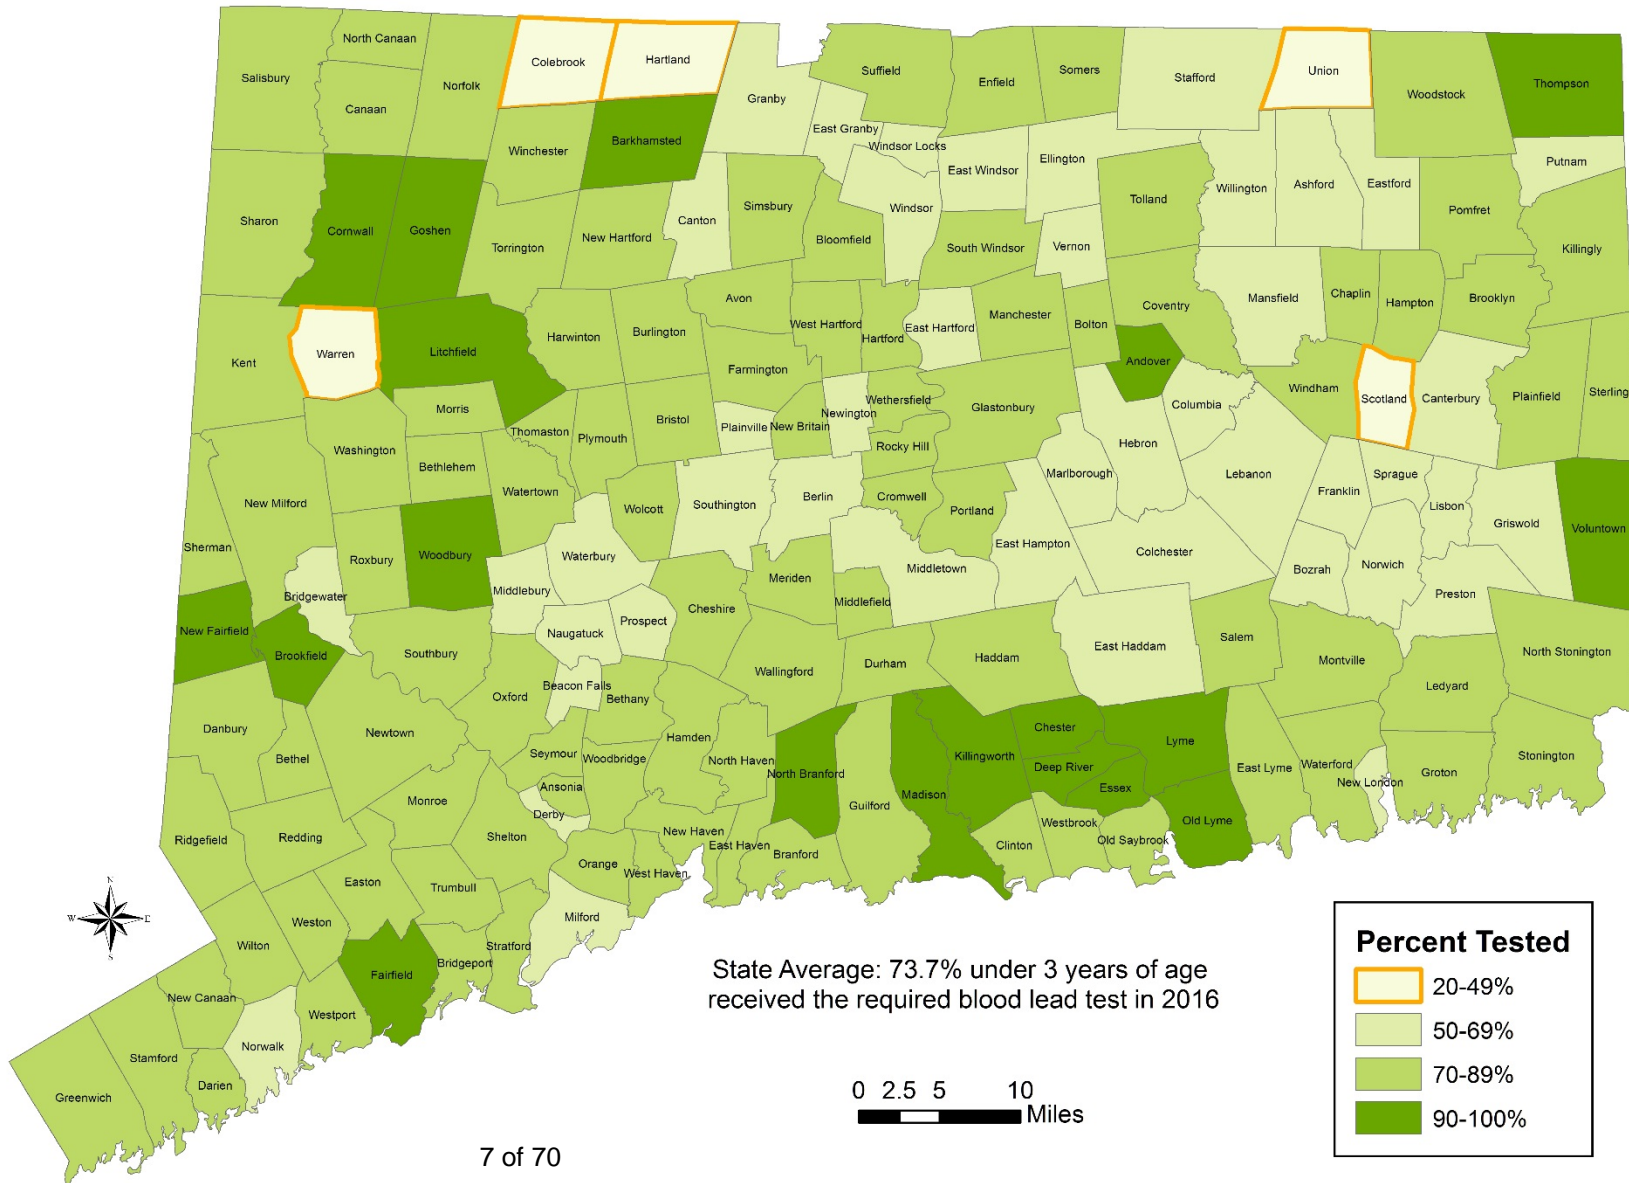 North Canaan
Colebrook
Hartland
Salisbury
Norfolk
Canaan
Suffield
Enfield
Somers
Stafford
Union
Woodstock
Thompson
Granby
East Granby
Windsor Locks
Barkhamsted
Winchester
East Windsor
Ellington
Willington
Ashford
Eastford
Putnam
Sharon
Cornwall
Goshen
Torrington
New Hartford
Canton
Simsbury
Bloomfield
Windsor
South Windsor
Vernon
Tolland
Pomfret
Killingly
Kent
Warren
Litchfield
Harwinton
Burlington
Avon
West Hartford
Hartford
East Hartford
Manchester
Bolton
Coventry
Andover
Mansfield
Chaplin
Hampton
Brooklyn
Farmington
Windham
Scotland
Canterbury
Plainfield
Sterling
Morris
Washington
Bethlehem
Thomaston
Plymouth
Bristol
Plainville
New Britain
Newington
Wethersfield
Rocky Hill
Glastonbury
Columbia
Hebron
Marlborough
Lebanon
Franklin
Sprague
Lisbon
Griswold
Voluntown
New Milford
Watertown
Wolcott
Southington
Berlin
Cromwell
Portland
East Hampton
Colchester
Bozrah
Norwich
Preston
Sherman
Roxbury
Woodbury
Waterbury
Middlebury
Bridgewater
Meriden
Middletown
Middlefield
Cheshire
Prospect
Naugatuck
New Fairfield
Brookfield
Southbury
Wallingford
Durham
Haddam
East Haddam
Salem
Montville
Ledyard
North Stonington
Oxford
Beacon Falls
Bethany
Danbury
Bethel
Newtown
Seymour
Woodbridge
Hamden
North Haven
North Branford
Guilford
Madison
Killingworth
Chester
Deep River
Essex
Lyme
Old Lyme
East Lyme
Waterford
New London
Groton
Stonington
Ridgefield
Redding
Monroe
Shelton
Ansonia
Derby
Orange
New Haven
East Haven
West Haven
Branford
Clinton
Westbrook
Old Saybrook
Easton
Trumbull
Weston
Wilton
Milford
Stratford
Bridgeport
Fairfield
Westport
New Canaan
Norwalk
Darien
Stamford
Greenwich
N
W
E
S
State Average: 73.7% under 3 years of age
received the required blood lead test in 2016
0 2.5 5 10
Miles
Percent Tested
20-49%
50-69%
70-89%
90-100%
7 of 70